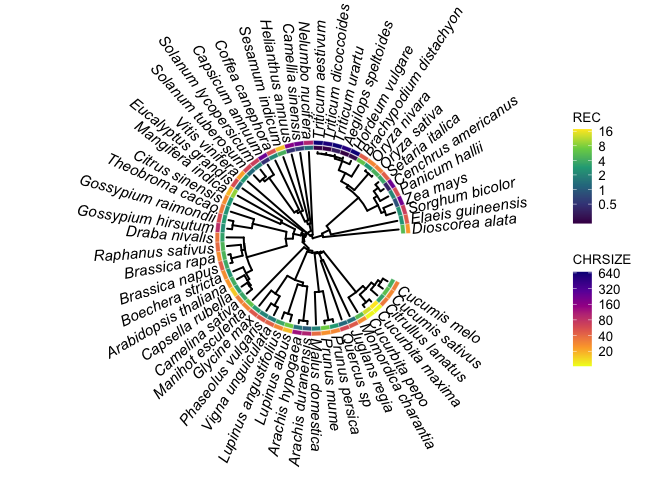 Triticum aestivum
Triticum dicoccoides
Triticum urartu
Aegilops speltoides
Hordeum vulgare
Brachypodium distachyon
Oryza nivara
Oryza sativa
Setaria italica
Cenchrus americanus
Panicum hallii
Zea mays
Sorghum bicolor
Elaeis guineensis
Dioscorea alata
Cucumis melo
Cucumis sativus
Citrullus lanatus
Cucurbita maxima
Cucurbita pepo
Momordica charantia
Juglans regia
Quercus sp
Prunus persica
Prunus mume
Malus domestica
Arachis duranensis
Arachis hypogaea
Lupinus albus
Lupinus angustifolius
Vigna unguiculata
Phaseolus vulgaris
Glycine max
Manihot esculenta
Camelina sativa
Capsella rubella
Arabidopsis thaliana
Boechera stricta
Brassica napus
Brassica rapa
Raphanus sativus
Draba nivalis
Gossypium hirsutum
Gossypium raimondii
Theobroma cacao
Citrus sinensis
Mangifera indica
Eucalyptus grandis
Vitis vinifera
Solanum tuberosum
Solanum lycopersicum
Capsicum annuum
Coffea canephora
Sesamum indicum
Helianthus annuus
Camellia sinensis
Nelumbo nucifera
REC
16
8
4
2
1
0.5
CHRSIZE
640
320
160
80
40
20